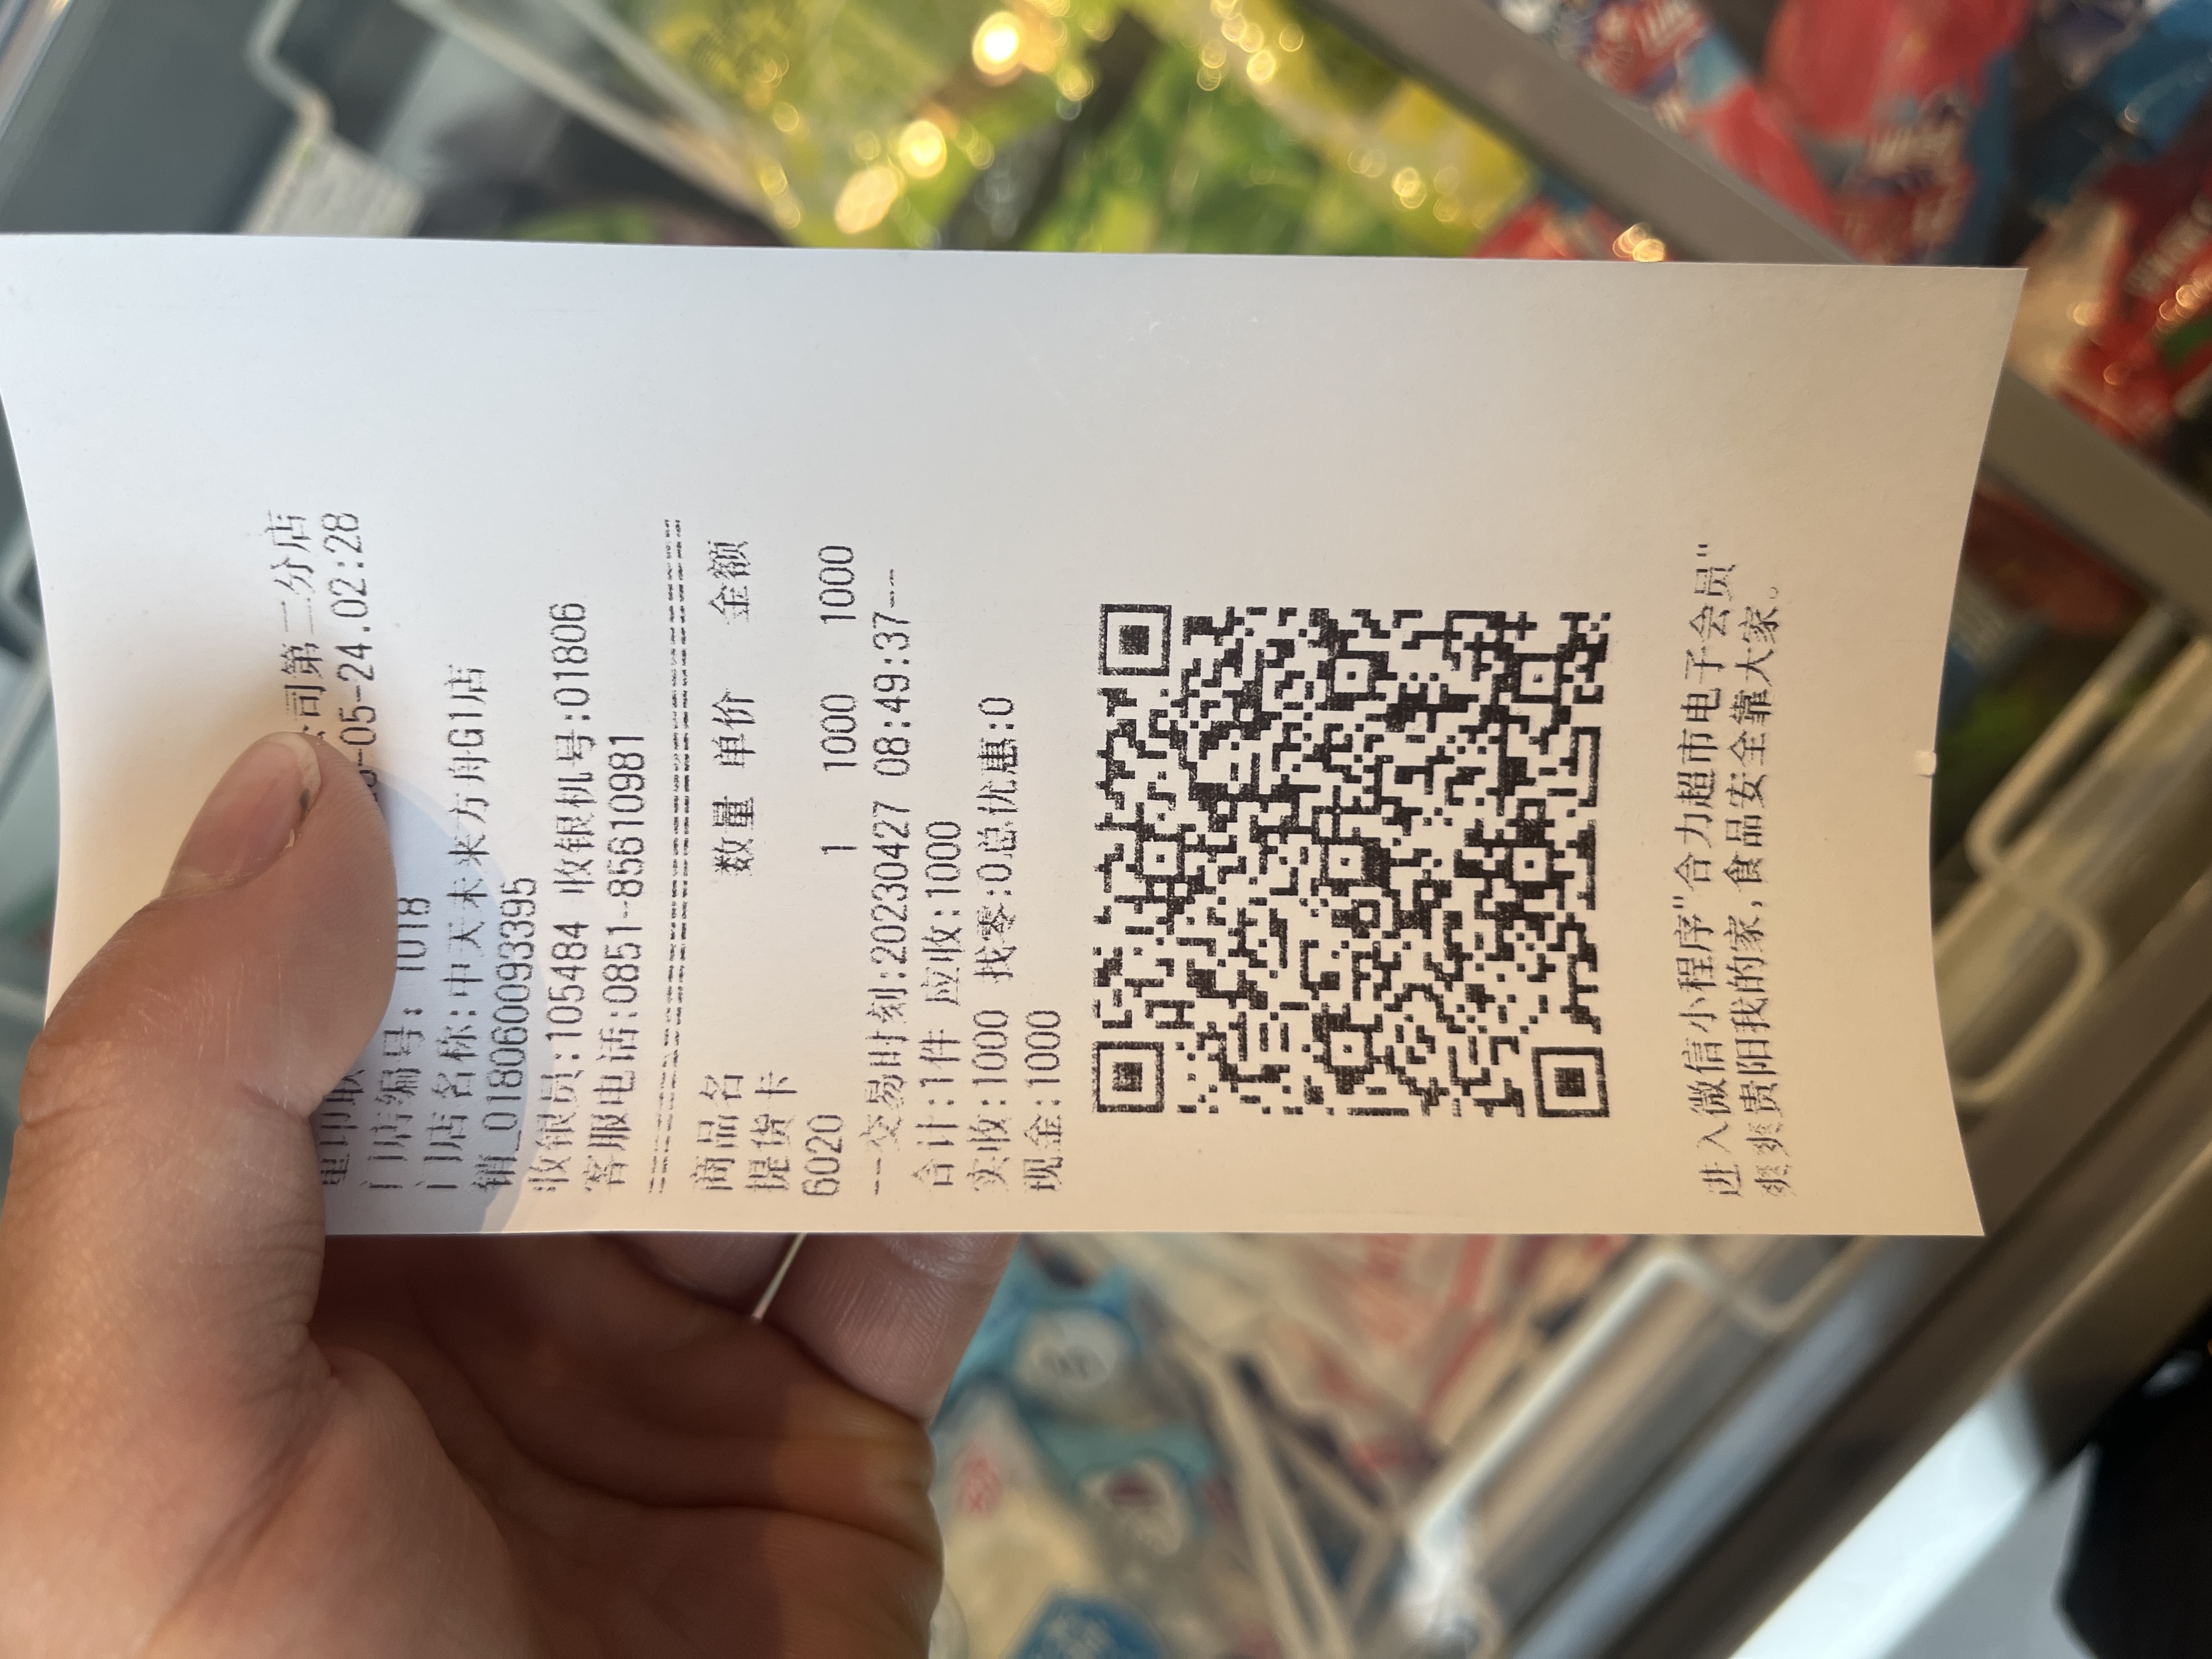 公司第二分店
-05-24.02:28
重印联
门店编号: 1018
门店名称:中天未来方舟G1店
销_0180600093395
收银员:105484 收银机号:01806
客服电话:0851-85610981
商品名 数量 单价 金额
提货卡
6020 1 1000 1000
--交易时刻:20230427 08:49:37--
合计:1件 应收:1000
实收:1000 找零:0总优惠:0
现金:1000
进入微信小程序"合力超市电子会员"
爽爽贵阳我的家,食品安全靠大家。